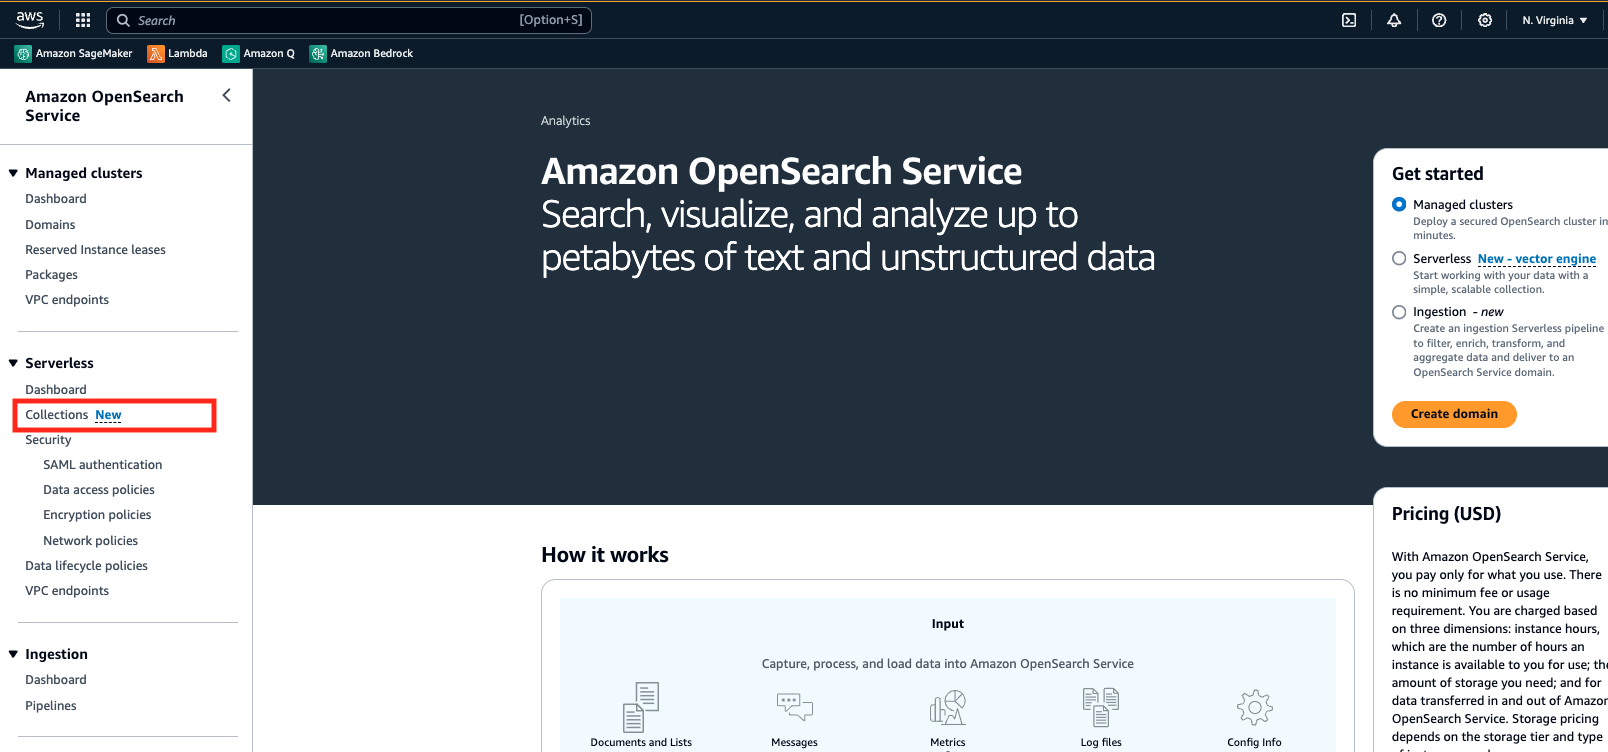 aws
Search
[Option+S]
N. Virginia
Amazon SageMaker
Lambda
Amazon Q
Amazon Bedrock
Amazon OpenSearch
Service
Managed clusters
Dashboard
Domains
Reserved Instance leases
Packages
VPC endpoints
Serverless
Dashboard
Collections New
Security
SAML authentication
Data access policies
Encryption policies
Network policies
Data lifecycle policies
VPC endpoints
Ingestion
Dashboard
Pipelines
Analytics
Amazon OpenSearch Service
Search, visualize, and analyze up to
petabytes of text and unstructured data
Get started
Managed clusters
Deploy a secured OpenSearch cluster in
minutes.
Serverless New - vector engine
Start working with your data with a
simple, scalable collection.
Ingestion - new
Create an ingestion Serverless pipeline
to filter, enrich, transform, and
aggregate data and deliver to an
OpenSearch Service domain.
Create domain
How it works
Input
Capture, process, and load data into Amazon OpenSearch Service
Documents and Lists
Messages
Metrics
Log files
Config Info
Pricing (USD)
With Amazon OpenSearch Service,
you pay only for what you use. There
is no minimum fee or usage
requirement. You are charged based
on three dimensions: instance hours,
which are the number of hours an
instance is available to you for use; the
amount of storage you need; and for
data transferred in and out of Amazon
OpenSearch Service. Storage pricing
depends on the storage tier and type